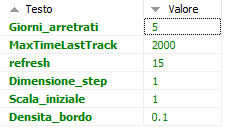 Testo Valore
Giorni_arretrati 5
MaxTimeLastTrack 2000
refresh 15
Dimensione_step 1
Scala_iniziale 1
Densita_bordo 0.1